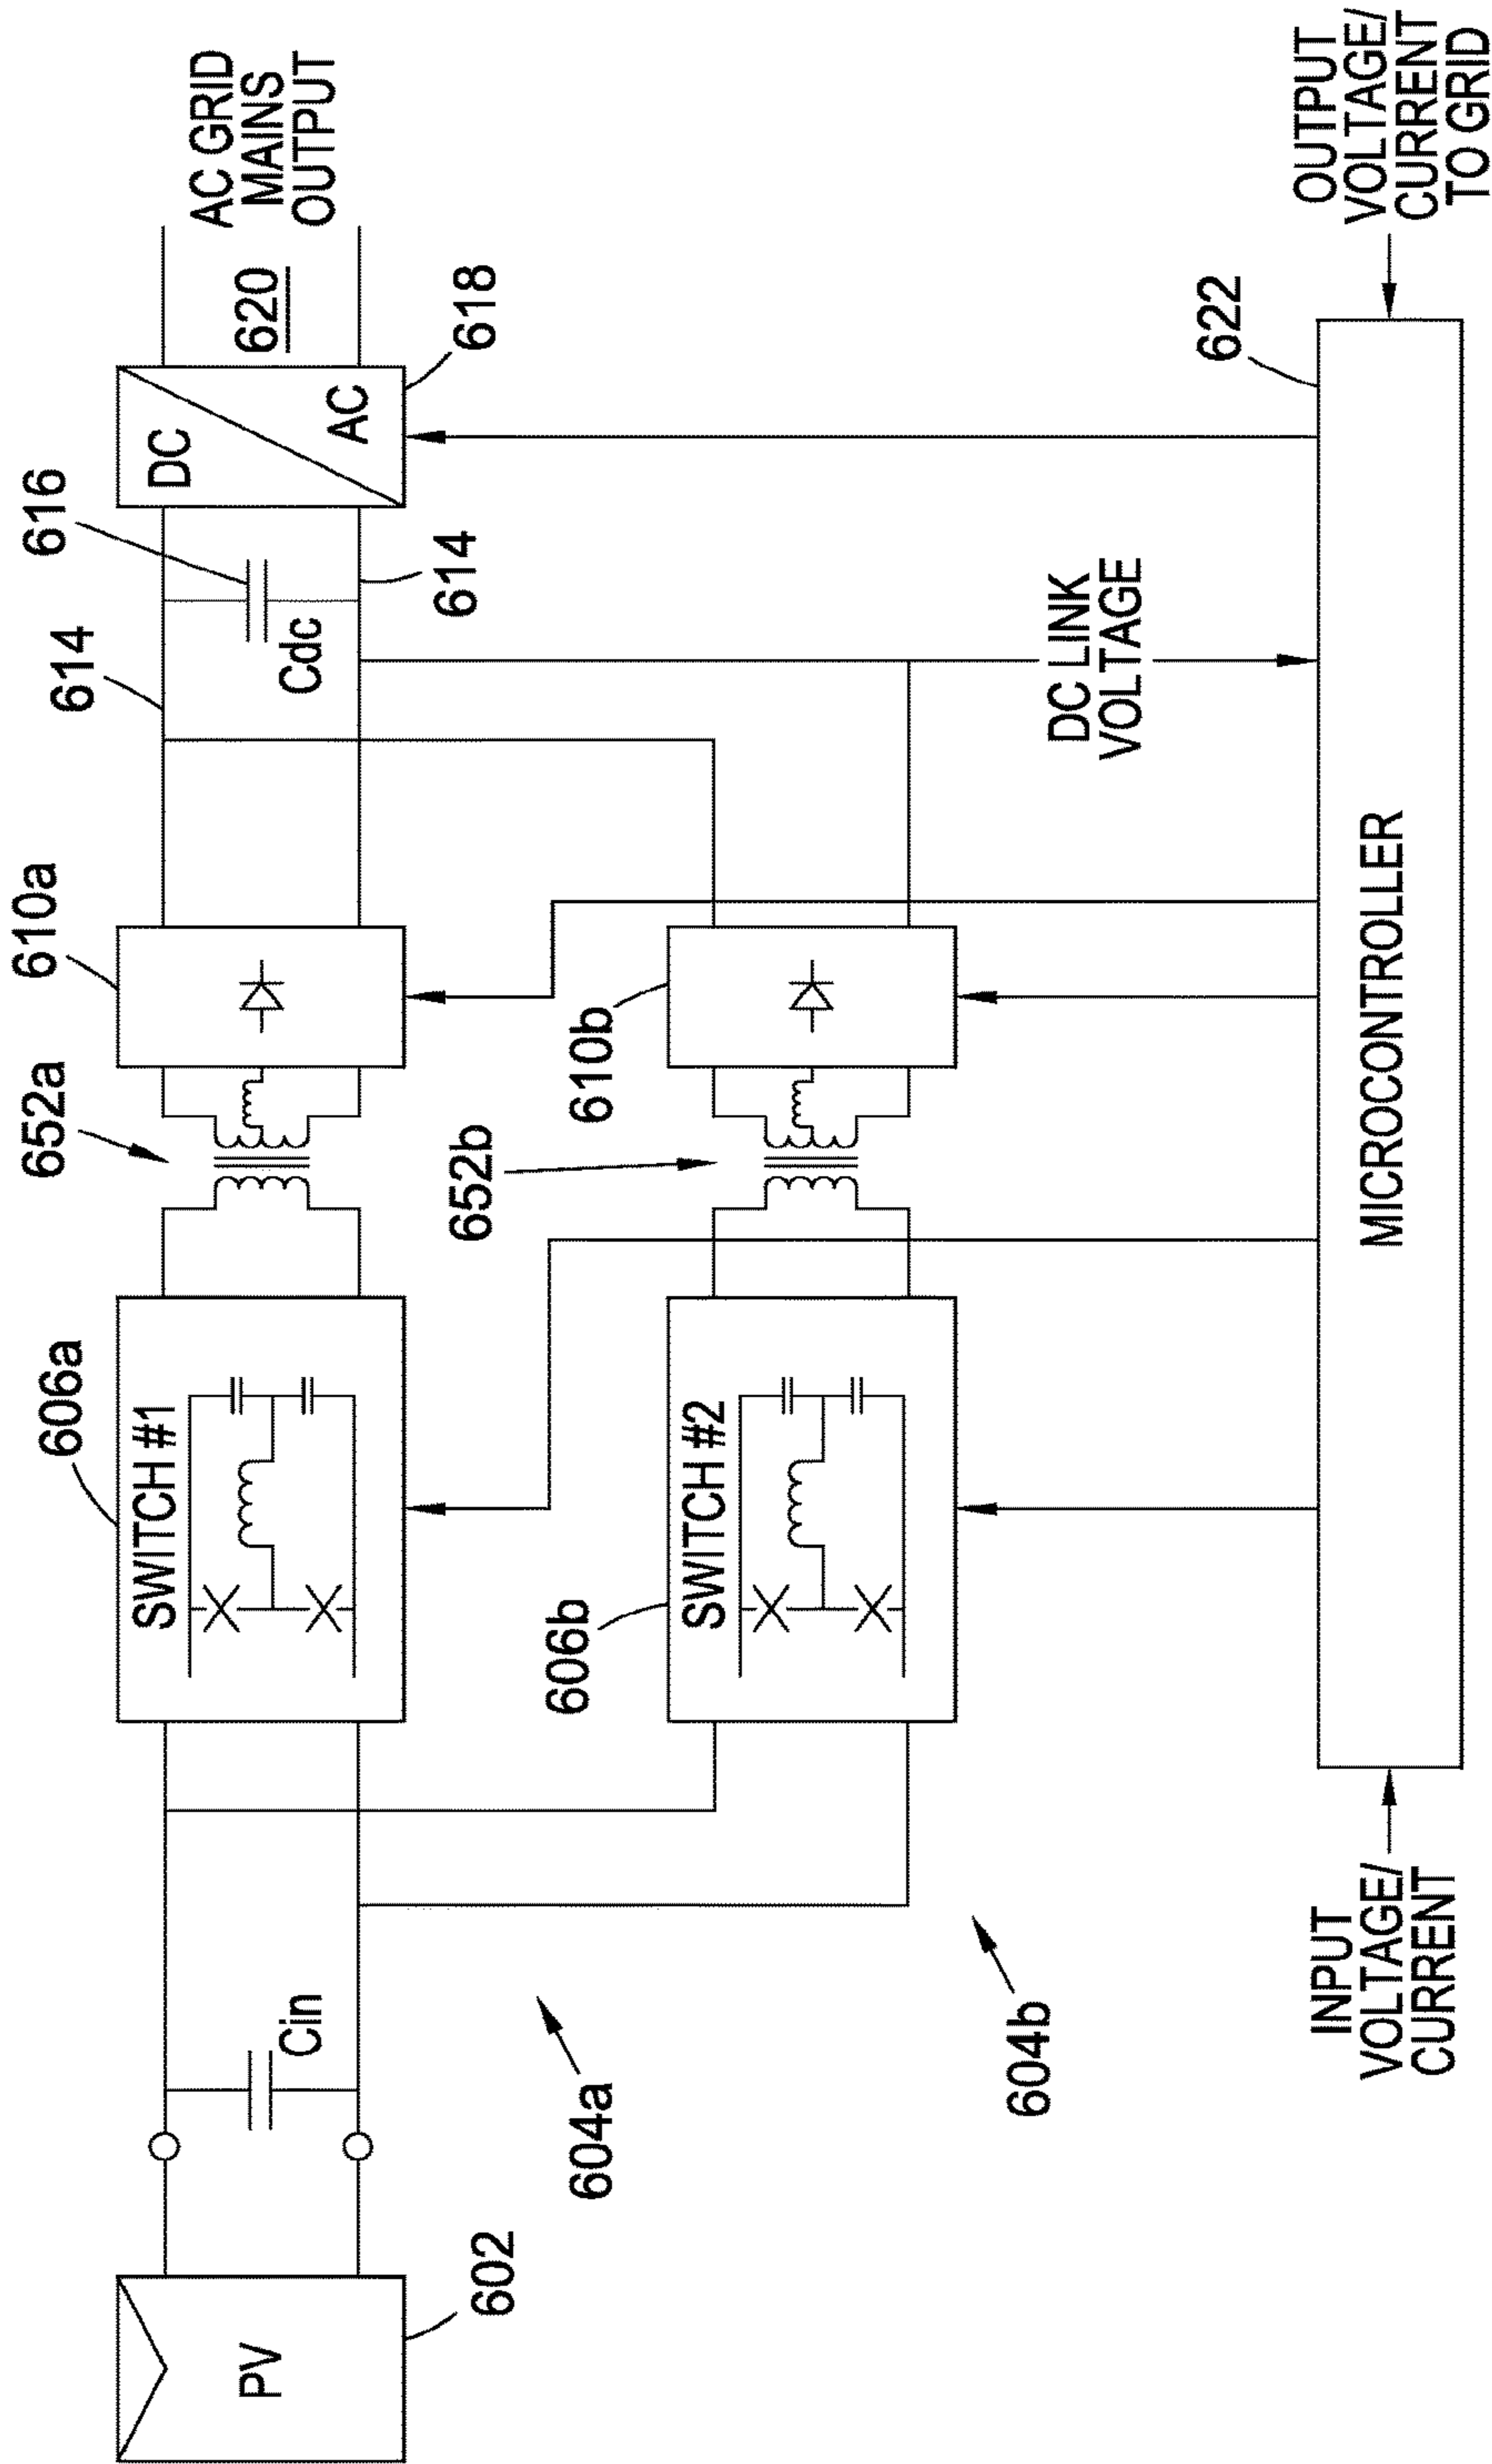 AC GRID
MAINS
OUTPUT
620
618
DC
AC
616
614
614
Cdc
610a
652a
606a
SWITCH #1
Cin
604a
602
PV
610b
652b
SWITCH #2
606b
604b
DC LINK
VOLTAGE
622
MICROCONTROLLER
INPUT
VOLTAGE/
CURRENT
OUTPUT
VOLTAGE/
CURRENT
TO GRID